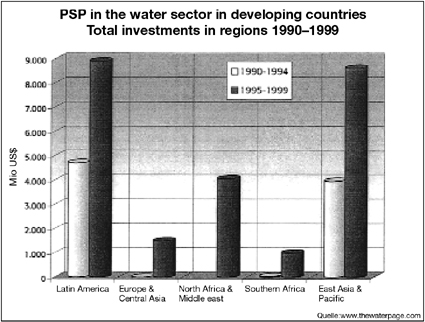 PSP in the water sector in developing countries
Total investments in regions 1990–1999
9.000
8.000
7.000
6.000
5.000
4.000
3.000
2.000
1.000
0
Mio US$
1990-1994
1995-1999
Latin America
Europe &
Central Asia
North Africa &
Middle east
Southern Africa
East Asia &
Pacific
Quelle:www.thewaterpage.com